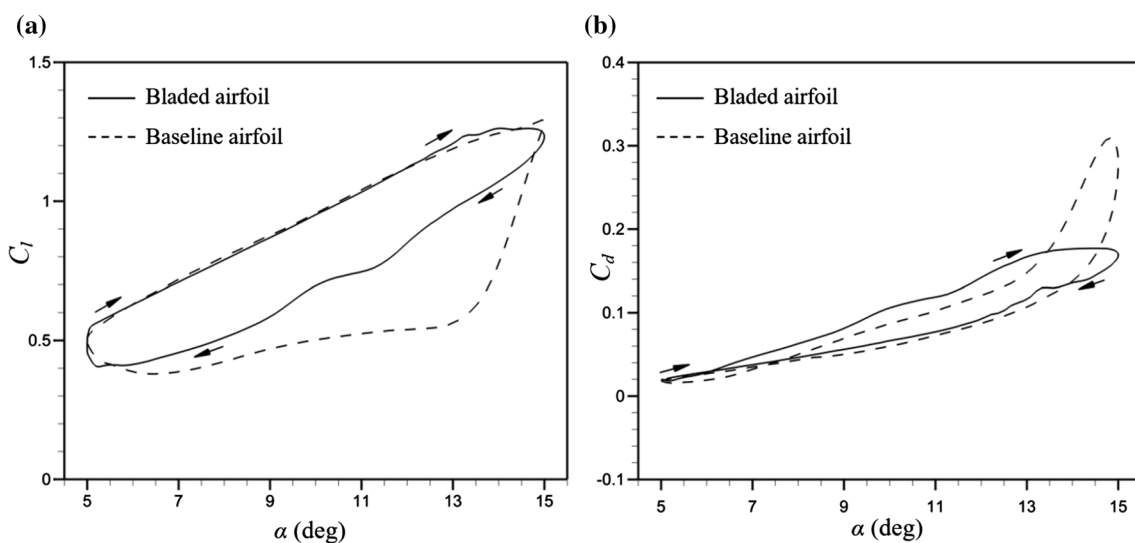 (a)
1.5
Bladed airfoil
Baseline airfoil
1
C_l
0.5
0
5 7 9 11 13 15
α (deg)
(b)
0.4
Bladed airfoil
Baseline airfoil
0.3
0.2
C_d
0.1
0
-0.1
5 7 9 11 13 15
α (deg)